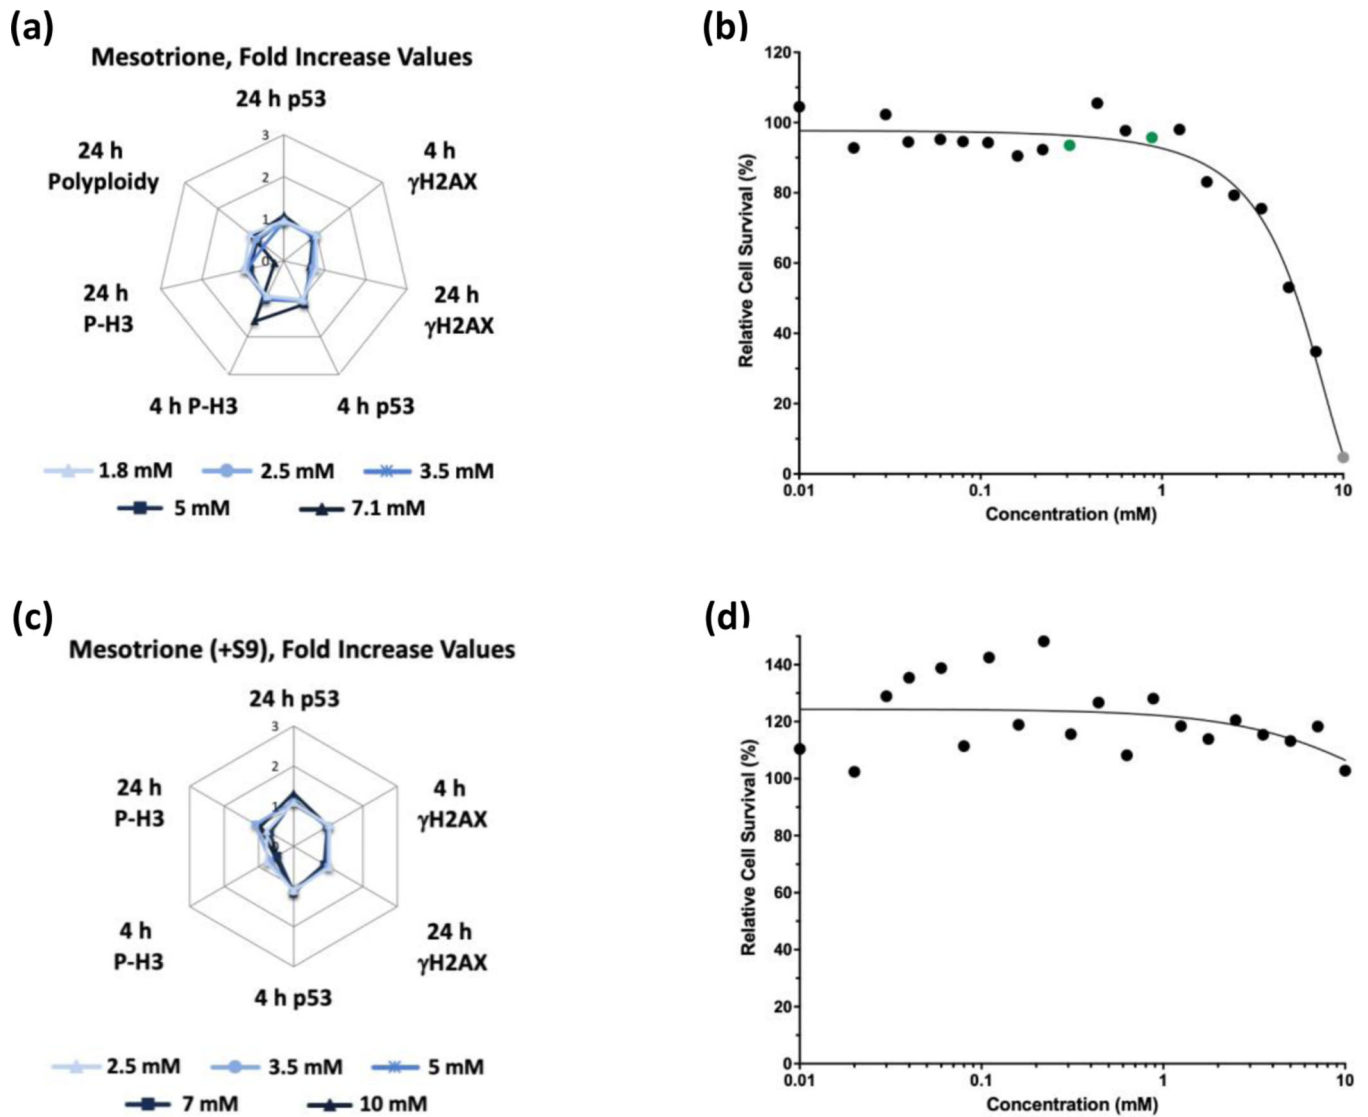 (a)
Mesotrione, Fold Increase Values
24 h p53
4 h
γH2AX
24 h
γH2AX
4 h p53
4 h P-H3
24 h
P-H3
24 h
Polyploidy
3
2
1
0
1.8 mM 2.5 mM 3.5 mM
5 mM 7.1 mM
(b)
120
100
80
60
40
20
0
Relative Cell Survival (%)
0.01 0.1 1 10
Concentration (mM)
(c)
Mesotrione (+S9), Fold Increase Values
24 h p53
4 h
γH2AX
24 h
γH2AX
4 h p53
4 h
P-H3
24 h
P-H3
3
2
1
2.5 mM 3.5 mM 5 mM
7 mM 10 mM
(d)
140
120
100
80
60
40
20
0
Relative Cell Survival (%)
0.01 0.1 1 10
Concentration (mM)